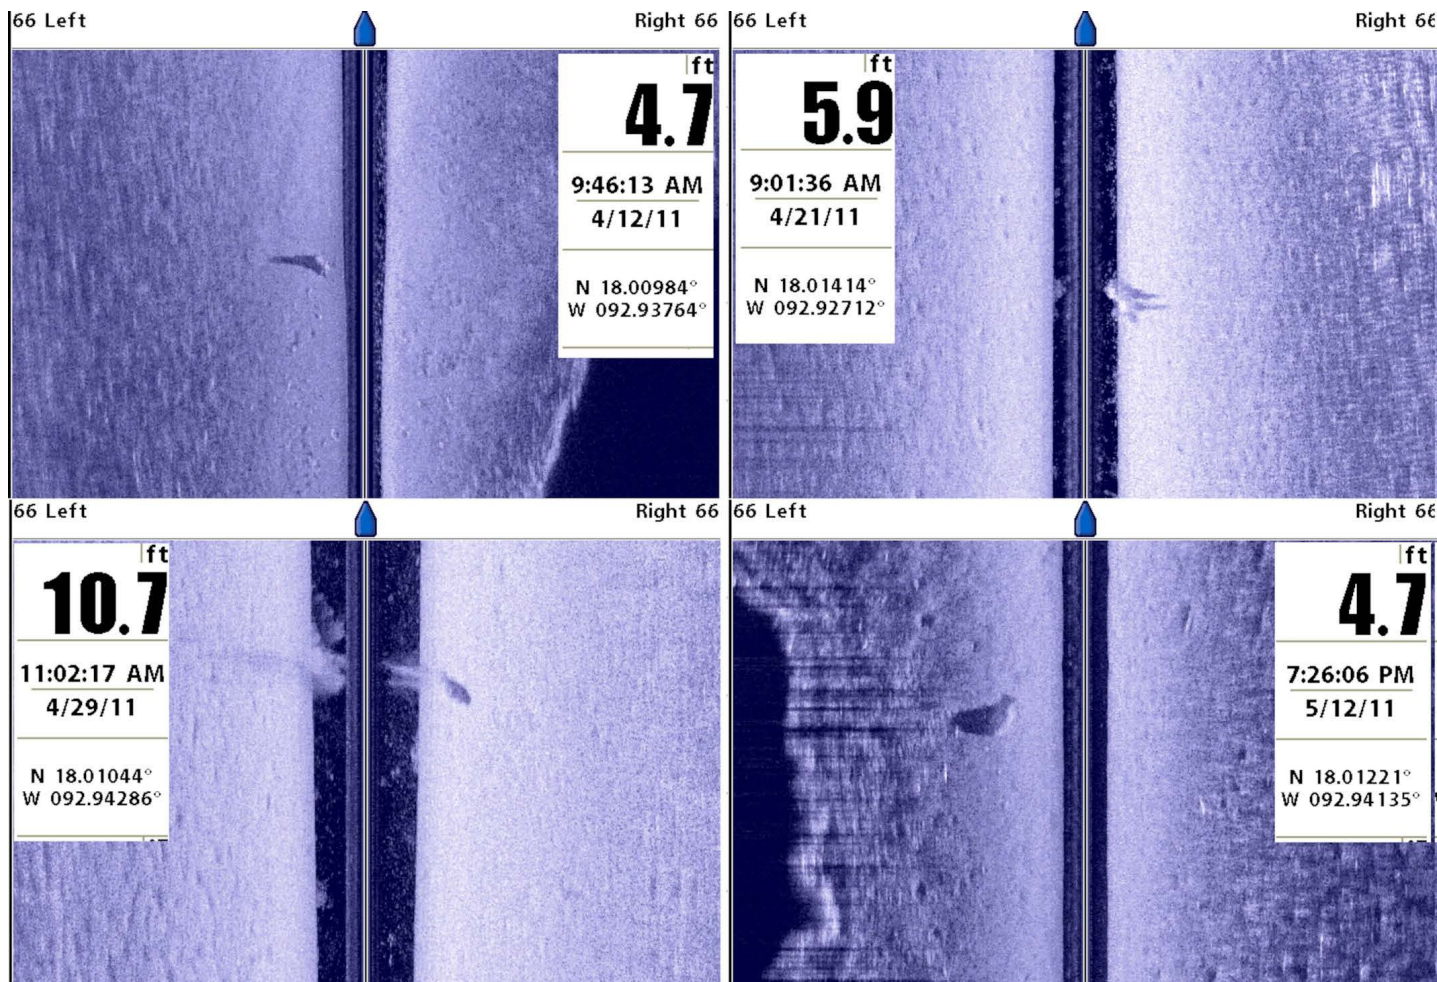 66 Left
Right 66
ft
4.7
9:46:13 AM
4/12/11
N 18.00984°
W 092.93764°
66 Left
Right 66
ft
5.9
9:01:36 AM
4/21/11
N 18.01414°
W 092.92712°
66 Left
Right 66
ft
10.7
11:02:17 AM
4/29/11
N 18.01044°
W 092.94286°
66 Left
Right 66
ft
4.7
7:26:06 PM
5/12/11
N 18.01221°
W 092.94135°